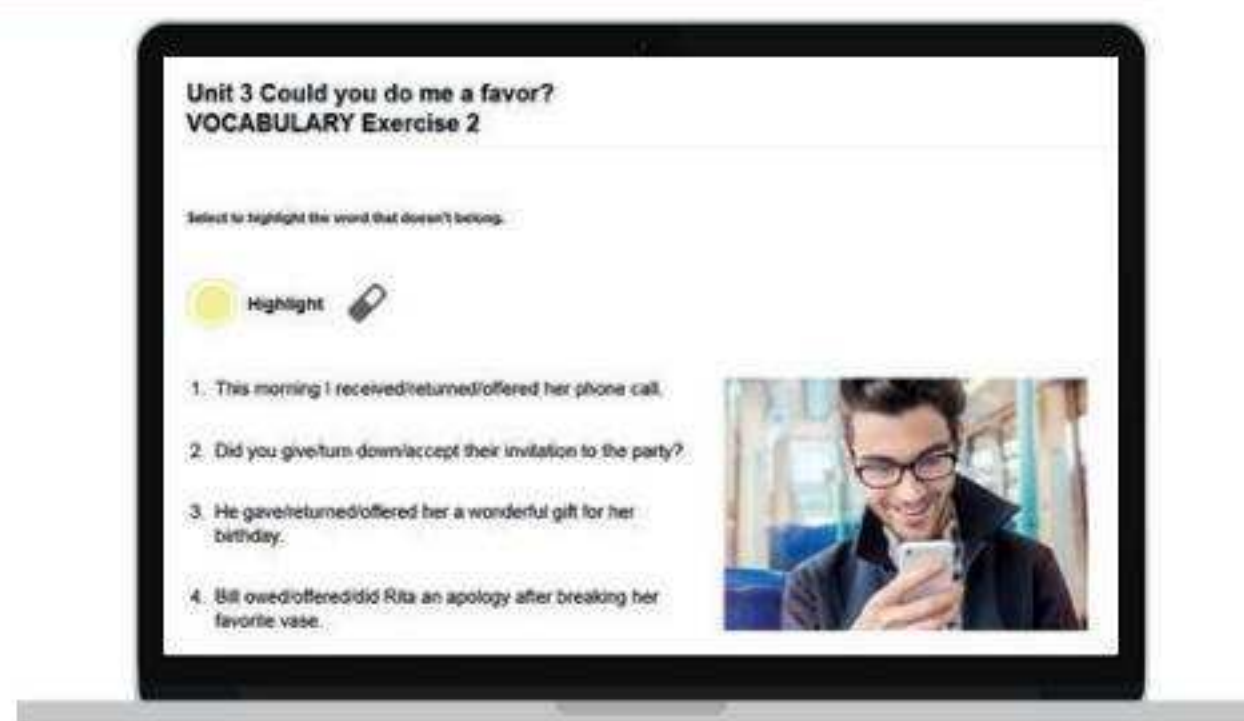 Unit 3 Could you do me a favor?
VOCABULARY Exercise 2
Select to highlight the word that doesn't belong.
Highlight
1. This morning I received/returned/offered her phone call.
2. Did you give/turn down/accept their invitation to the party?
3. He gave/returned/offered her a wonderful gift for her
birthday.
4. Bill owed/offered/did Rita an apology after breaking her
favorite vase.